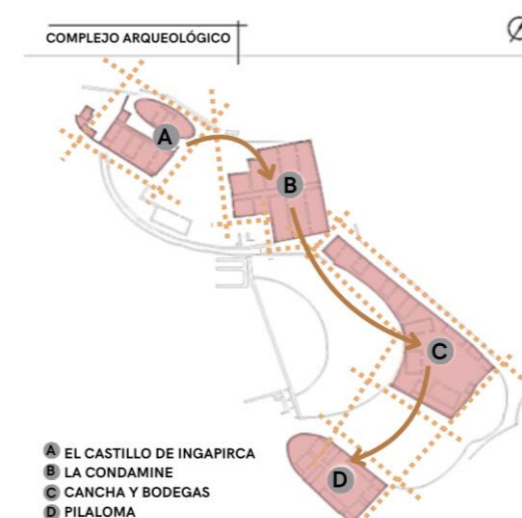 COMPLEJO ARQUEOLÓGICO
A
B
C
D
A EL CASTILLO DE INGAPIRCA
B LA CONDAMINE
C CANCHA Y BODEGAS
D PILALOMA